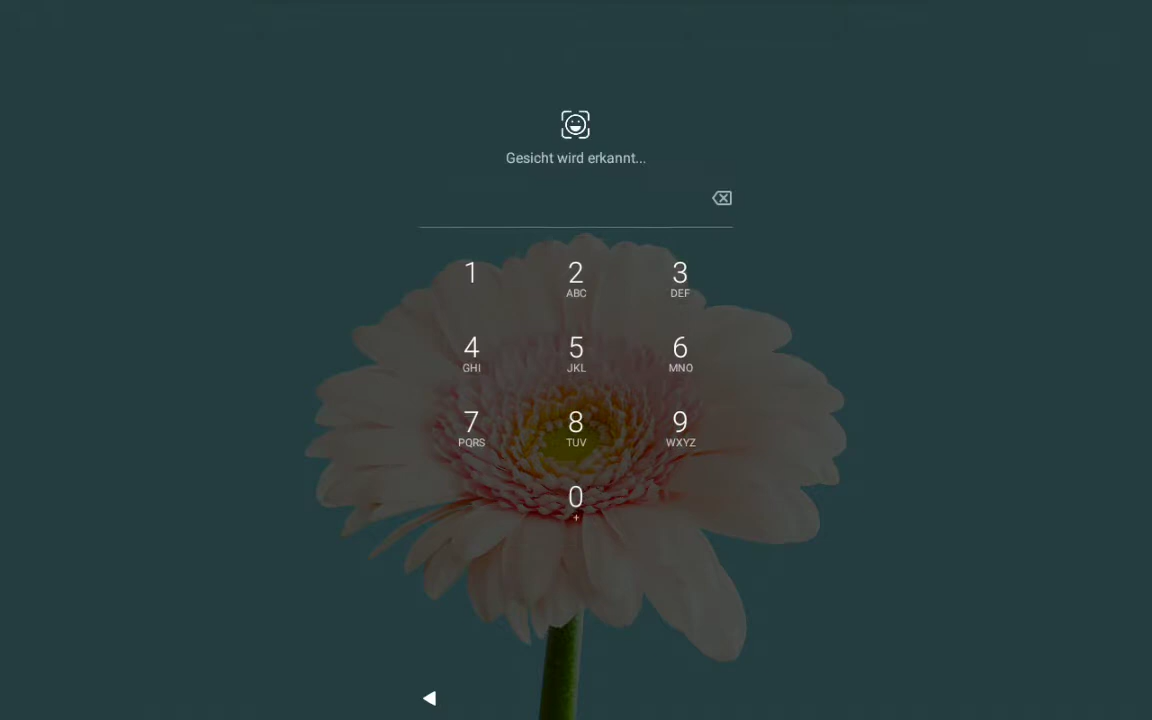 Gesicht wird erkannt...
1 2 3
ABC DEF
4 5 6
GHI JKL MNO
7 8 9
PQRS TUV WXYZ
0
+